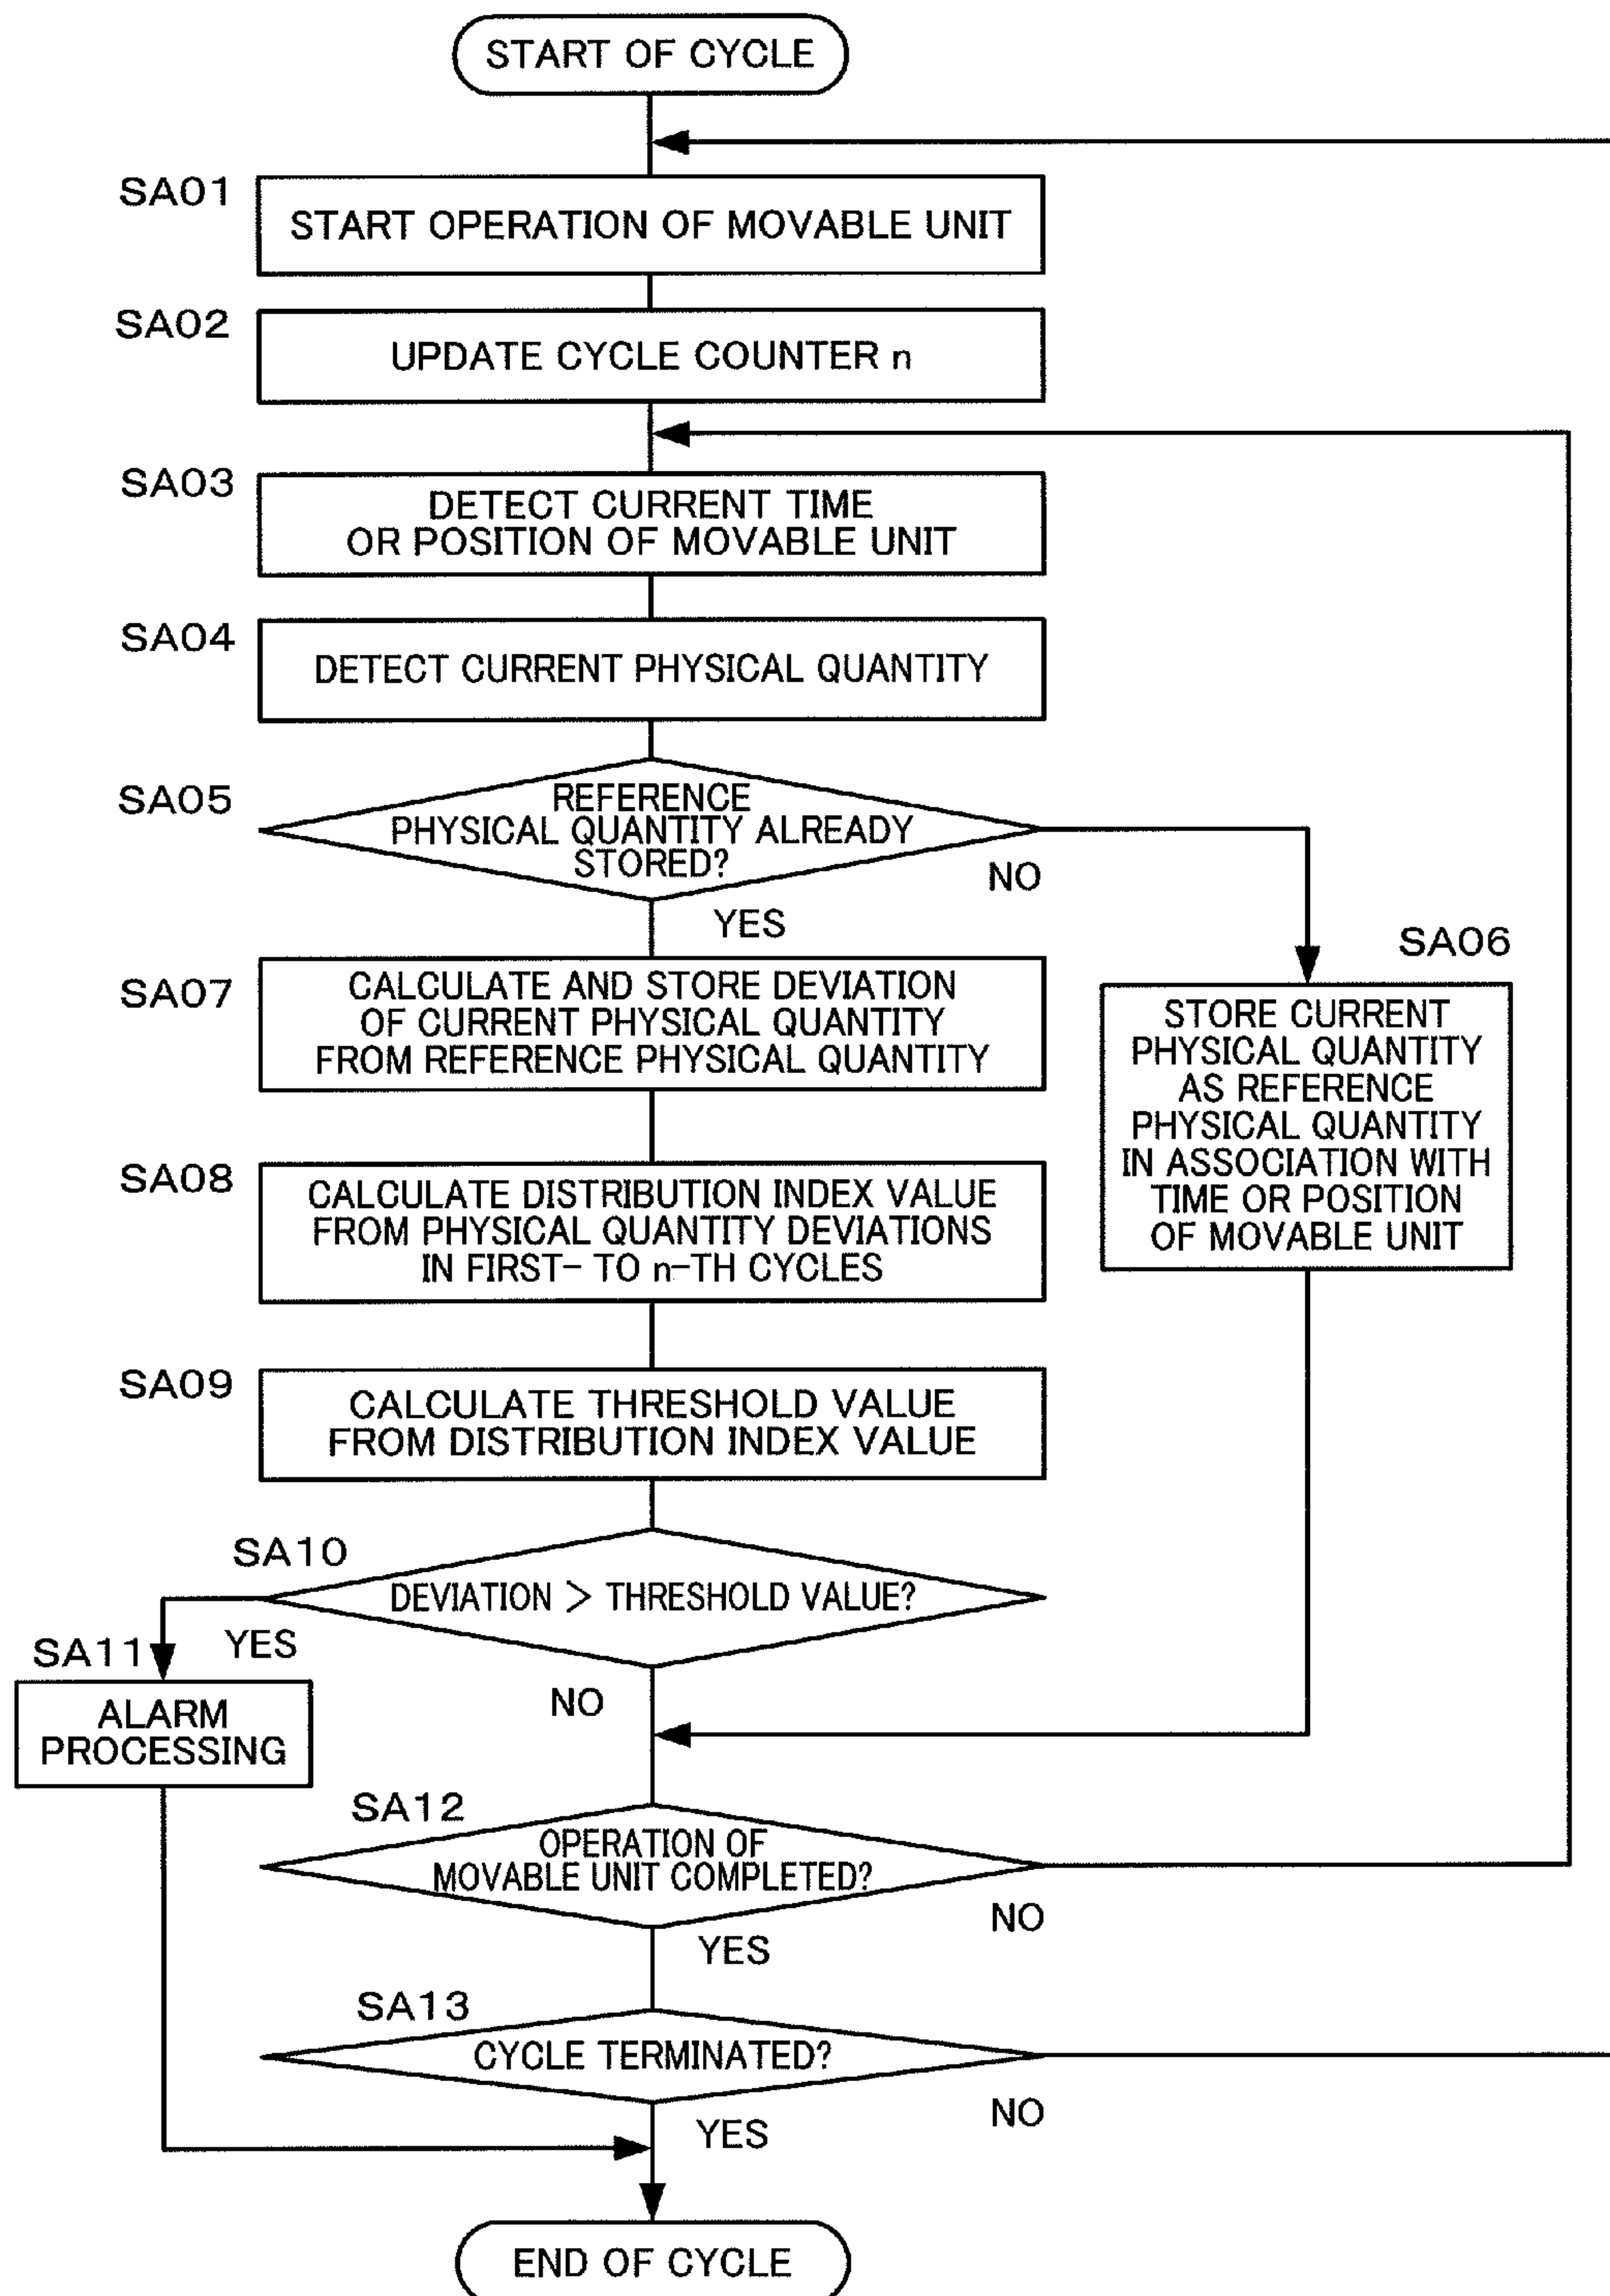 START OF CYCLE
SA01
START OPERATION OF MOVABLE UNIT
SA02
UPDATE CYCLE COUNTER n
SA03
DETECT CURRENT TIME
OR POSITION OF MOVABLE UNIT
SA04
DETECT CURRENT PHYSICAL QUANTITY
SA05
REFERENCE
PHYSICAL QUANTITY ALREADY
STORED?
NO
YES
SA06
STORE CURRENT
PHYSICAL QUANTITY
AS REFERENCE
PHYSICAL QUANTITY
IN ASSOCIATION WITH
TIME OR POSITION
OF MOVABLE UNIT
SA07
CALCULATE AND STORE DEVIATION
OF CURRENT PHYSICAL QUANTITY
FROM REFERENCE PHYSICAL QUANTITY
SA08
CALCULATE DISTRIBUTION INDEX VALUE
FROM PHYSICAL QUANTITY DEVIATIONS
IN FIRST- TO n-TH CYCLES
SA09
CALCULATE THRESHOLD VALUE
FROM DISTRIBUTION INDEX VALUE
SA10
DEVIATION > THRESHOLD VALUE?
YES
NO
SA11
ALARM
PROCESSING
SA12
OPERATION OF
MOVABLE UNIT COMPLETED?
NO
YES
SA13
CYCLE TERMINATED?
NO
YES
END OF CYCLE